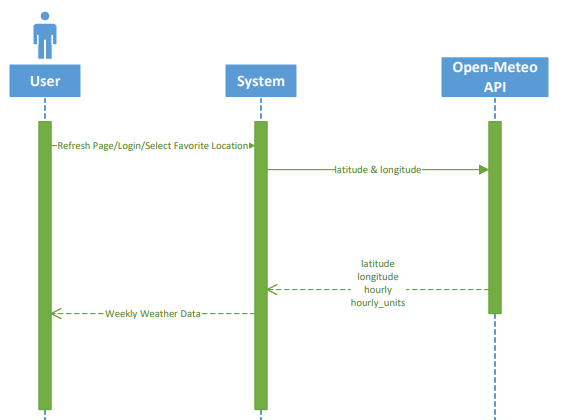 User
System
Open-Meteo
API
Refresh Page/Login/Select Favorite Location
latitude & longitude
latitude
longitude
hourly
hourly_units
Weekly Weather Data